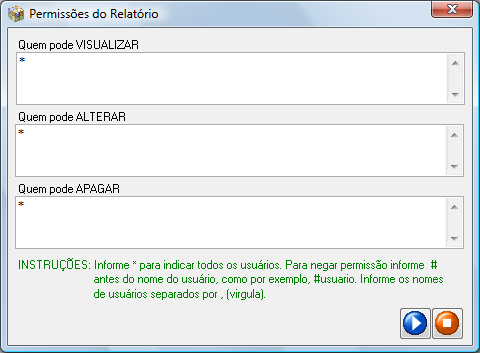 Permissões do Relatório
Quem pode VISUALIZAR
*
Quem pode ALTERAR
*
Quem pode APAGAR
*
INSTRUÇÕES: Informe * para indicar todos os usuários. Para negar permissão informe #
antes do nome do usuário, como por exemplo, #usuario. Informe os nomes
de usuários separados por , (virgula).